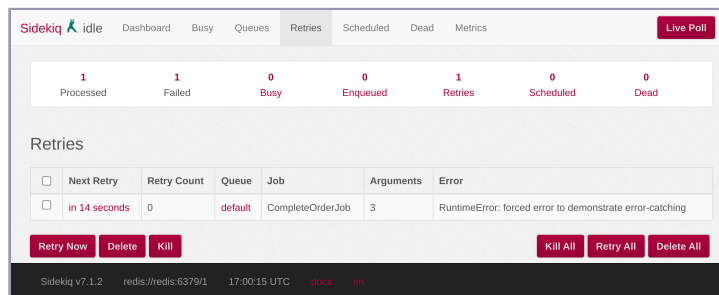 Sidekiq idle Dashboard Busy Queues Retries Scheduled Dead Metrics Live Poll
1 1 0 0 1 0 0
Processed Failed Busy Enqueued Retries Scheduled Dead
Retries
Next Retry Retry Count Queue Job Arguments Error
in 14 seconds 0 default CompleteOrderJob 3 RuntimeError: forced error to demonstrate error-catching
Retry Now Delete Kill Kill All Retry All Delete All
Sidekiq v7.1.2 redis://redis:6379/1 17:00:15 UTC docs en